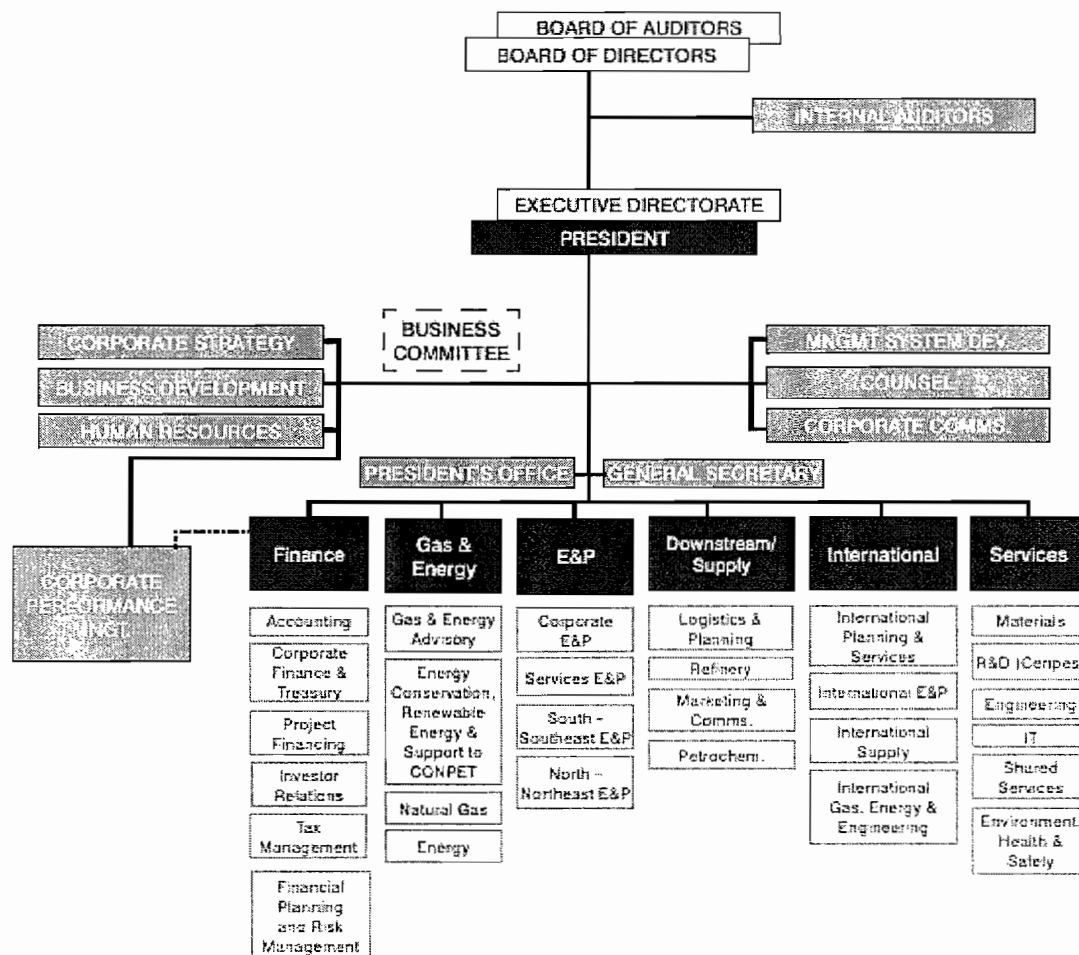 BOARD OF AUDITORS
BOARD OF DIRECTORS
INTERNAL AUDITORS
EXECUTIVE DIRECTORATE
PRESIDENT
BUSINESS
COMMITTEE
CORPORATE STRATEGY
BUSINESS DEVELOPMENT
HUMAN RESOURCES
MNGMT SYSTEM DEV.
COUNSEL
CORPORATE COMMS.
PRESIDENT'S OFFICE
GENERAL SECRETARY
CORPORATE
PERFORMANCE
Finance
Accounting
Corporate
Finance &
Treasury
Project
Financing
Investor
Relations
Tax
Management
Financial
Planning
and Risk
Management
Gas &
Energy
Gas & Energy
Advisory
Energy
Conservation,
Renewable
Energy &
Support to
CONPET
Natural Gas
Energy
E&P
Corporate
E&P
Services E&P
South -
Southeast E&P
North -
Northeast E&P
Downstream/
Supply
Logistics &
Planning
Refinery
Marketing &
Comms.
Petrochem.
International
International
Planning &
Services
International E&P
International
Supply
International
Gas, Energy &
Engineering
Services
Materials
R&D (Cenpes
Engineering
IT
Shared
Services
Environment,
Health &
Safety